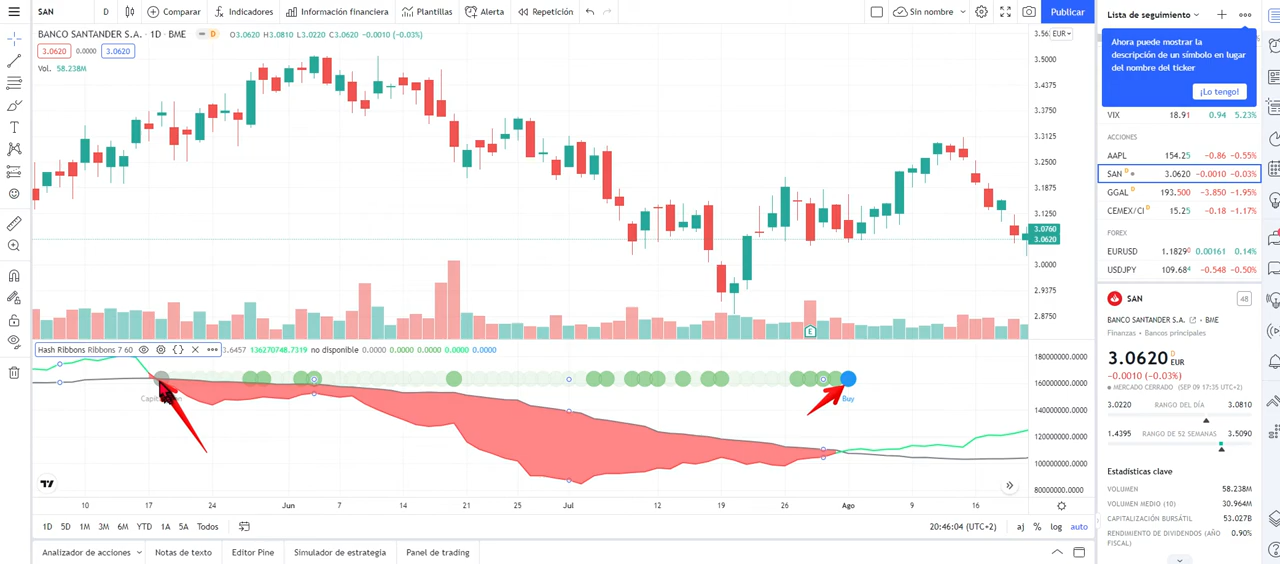 SAN D Comparar Indicadores Información financiera Plantillas Alerta Repetición Sin nombre Publicar
BANCO SANTANDER S.A. · 1D · BME D O3.0620 H3.0810 L3.0220 C3.0620 -0.0010 (-0.03%)
3.0620 0.0000 3.0620
Vol. 58.238M
EUR
3.5000
3.4375
3.3750
3.3125
3.2500
3.1875
3.1250
3.0760
3.0620
3.0000
2.9375
2.8750
E
Hash Ribbons Ribbons 7 60 3.6457 136270748.7319 no disponible 0.0000 0.0000 0.0000 0.0000 0.0000
Buy
180000000.0000
160000000.0000
140000000.0000
120000000.0000
100000000.0000
80000000.0000
10 17 24 Jun 7 14 21 Jul 12 19 26 Ago 9 16
1D 5D 1M 3M 6M YTD 1A 5A Todos 20:46:04 (UTC+2) aj % log auto
Analizador de acciones Notas de texto Editor Pine Simulador de estrategia Panel de trading
Lista de seguimiento
Ahora puede mostrar la
descripción de un símbolo en lugar
del nombre del ticker
¡Lo tengo!
VIX 18.91 0.94 5.23%
ACCIONES
AAPL 154.25 -0.86 -0.55%
SAN D 3.0620 -0.0010 -0.03%
GGAL D 193.500 -3.850 -1.95%
CEMEX/CI D 15.25 -0.18 -1.17%
FOREX
EURUSD 1.1829 0.00161 0.14%
USDJPY 109.684 -0.548 -0.50%
SAN 48
BANCO SANTANDER S.A. · BME
Finanzas • Bancos principales
3.0620 D EUR
-0.0010 (-0.03%)
MERCADO CERRADO (SEP 09 17:35 UTC+2)
3.0220 RANGO DEL DÍA 3.0810
1.4395 RANGO DE 52 SEMANAS 3.5090
Estadísticas clave
VOLUMEN 58.238M
VOLUMEN MEDIO (10) 30.964M
CAPITALIZACIÓN BURSÁTIL 53.027B
RENDIMIENTO DE DIVIDENDOS (AÑO 0.90%
FISCAL)